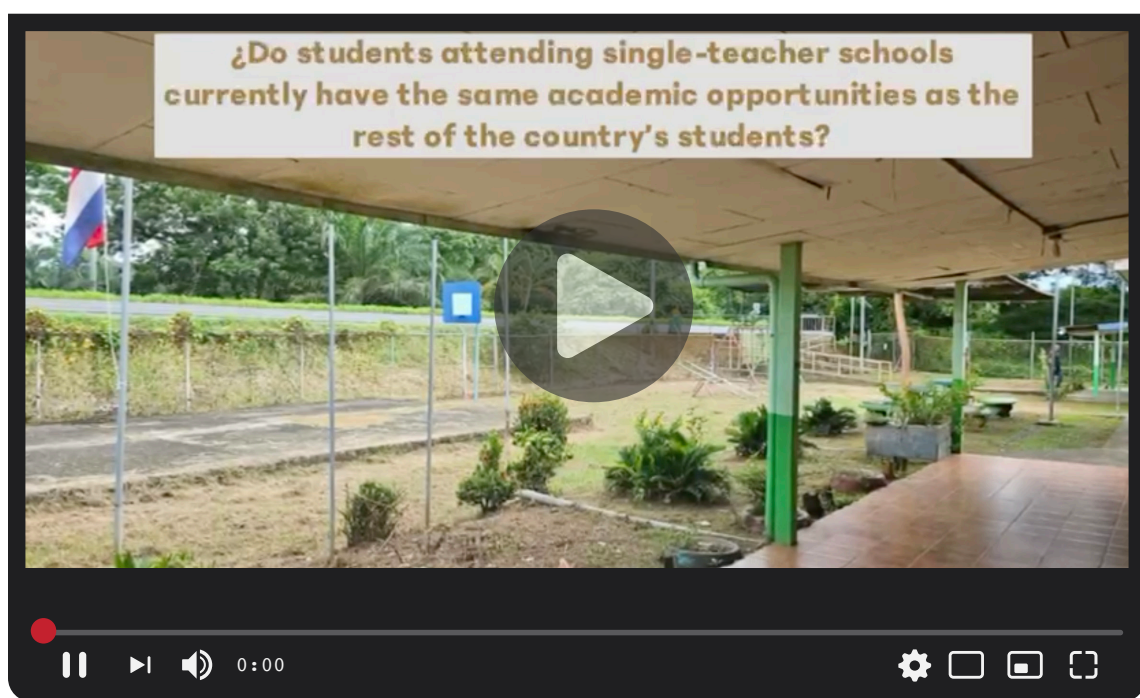 ¿Do students attending single-teacher schools
currently have the same academic opportunities as the
rest of the country's students?
0:00